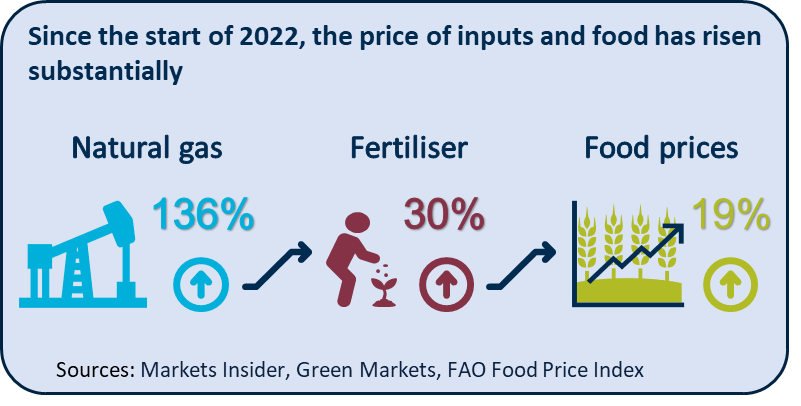 Since the start of 2022, the price of inputs and food has risen
substantially
Natural gas
Fertiliser
Food prices
136%
30%
19%
Sources: Markets Insider, Green Markets, FAO Food Price Index